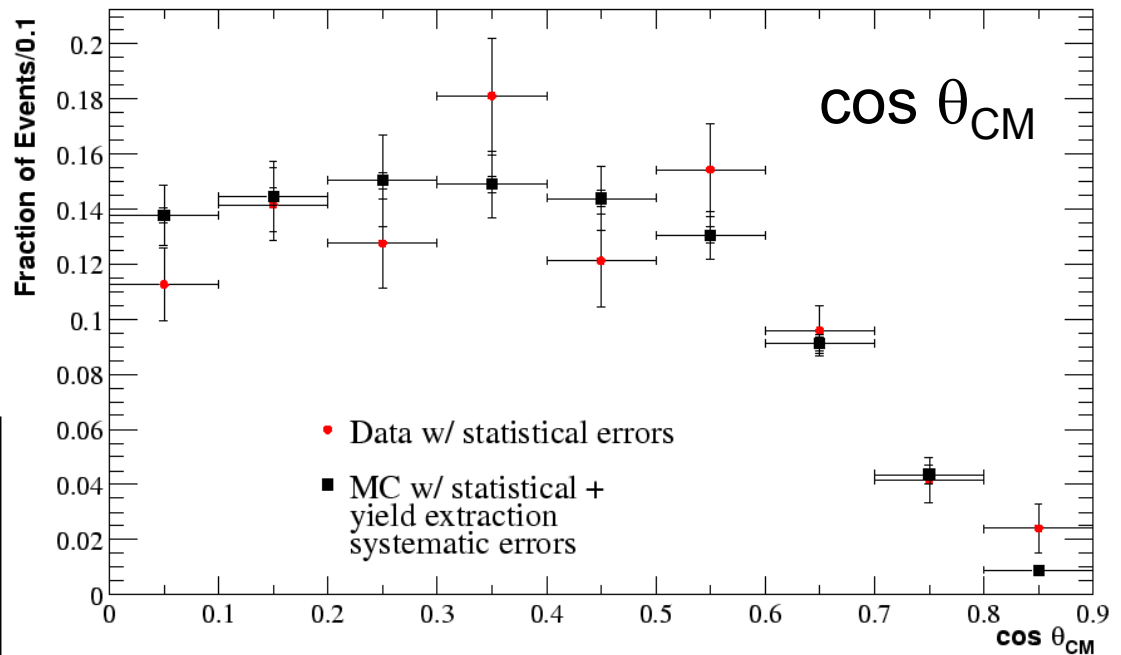 Fraction of Events/0.1
0.2
0.18
0.16
0.14
0.12
0.1
0.08
0.06
0.04
0.02
0
cos θCM
Data w/ statistical errors
MC w/ statistical +
yield extraction
systematic errors
0 0.1 0.2 0.3 0.4 0.5 0.6 0.7 0.8 0.9
cos θCM